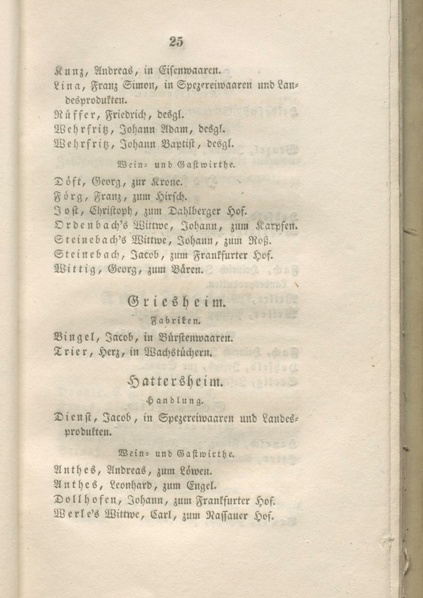 25
Kunz, Andreas, in Eisenwaaren.
Lina, Franz Simon, in Spezereiwaaren und Lan-
desprodukten.
Rüffer, Friedrich, desgl.
Wehrfritz, Johann Adam, desgl.
Wehrfritz, Johann Baptist, desgl.
Wein- und Gastwirthe.
Döft, Georg, zur Krone.
Förg, Franz, zum Hirsch.
Jost, Christoph, zum Dahlberger Hof.
Ordenbach's Wittwe, Johann, zum Karpfen.
Steinebach's Wittwe, Johann, zum Roß.
Steinebach, Jacob, zum Frankfurter Hof.
Wittig, Georg, zum Bären.
Griesheim.
Fabriken.
Bingel, Jacob, in Bürstenwaaren.
Trier, Herz, in Wachstüchern.
Hattersheim.
Handlung.
Dienst, Jacob, in Spezereiwaaren und Landes-
produkten.
Wein- und Gastwirthe.
Anthes, Andreas, zum Löwen.
Anthes, Leonhard, zum Engel.
Dollhofen, Johann, zum Frankfurter Hof.
Werle's Wittwe, Carl, zum Nassauer Hof.